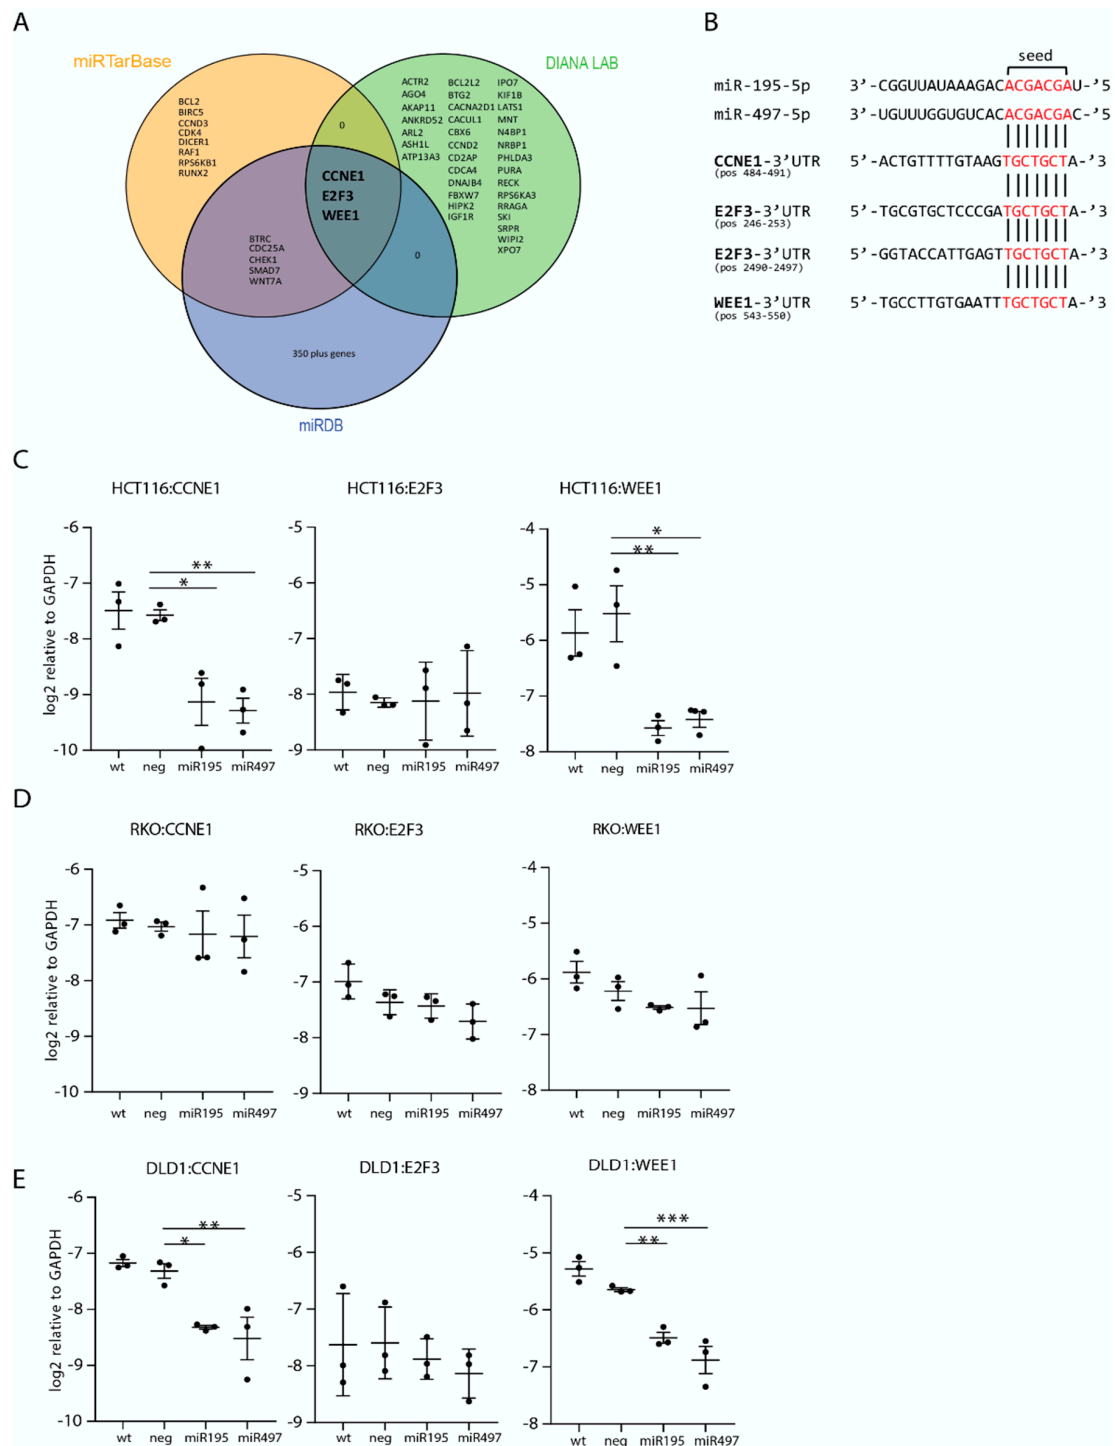 A
miRTarBase
DIANA LAB
BCL2
BIRC5
CCND3
CDK4
DICER1
RAF1
RPS6KB1
RUNX2
0
ACTR2
AGO4
AKAP11
ANKRD52
ARL2
ASH1L
ATP13A3
BCL2L2
BTG2
CACNA2D1
CACUL1
CBX6
CCND2
CD2AP
CDCA4
DNAJB4
FBXW7
HIPK2
IGF1R
IPO7
KIF1B
LATS1
MNT
N4BP1
NRBP1
PHLDA3
PURA
RECK
RPS6KA3
RRAGA
SKI
SRPR
WIPI2
XPO7
CCNE1
E2F3
WEE1
BTRC
CDC25A
CHEK1
SMAD7
WNT7A
0
350 plus genes
miRDB
B
seed
miR-195-5p 3’-CGGUUAUAAAGACACGACGAU-’5
miR-497-5p 3’-UGUUUGGUGUCACACGACGAC-’5
CCNE1-3’UTR 5’-ACTGTTTTGTAAGTGCTGCTA-’3
(pos 484-491)
E2F3-3’UTR 5’-TGCGTGCTCCCGATGCTGCTA-’3
(pos 246-253)
E2F3-3’UTR 5’-GGTACCATTGAGTTGCTGCTA-’3
(pos 2490-2497)
WEE1-3’UTR 5’-TGCCTTGTGAATTTGCTGCTA-’3
(pos 543-550)
C
HCT116:CCNE1
log2 relative to GAPDH
-6
-7
-8
-9
-10
**
*
wt neg miR195 miR497
HCT116:E2F3
-5
-6
-7
-8
-9
wt neg miR195 miR497
HCT116:WEE1
-4
-5
-6
-7
-8
*
**
wt neg miR195 miR497
D
RKO:CCNE1
log2 relative to GAPDH
-6
-7
-8
-9
-10
wt neg miR195 miR497
RKO:E2F3
-5
-6
-7
-8
-9
wt neg miR195 miR497
RKO:WEE1
-4
-5
-6
-7
-8
wt neg miR195 miR497
E
DLD1:CCNE1
log2 relative to GAPDH
-6
-7
-8
-9
-10
**
*
wt neg miR195 miR497
DLD1:E2F3
-5
-6
-7
-8
-9
wt neg miR195 miR497
DLD1:WEE1
-4
-5
-6
-7
-8
***
**
wt neg miR195 miR497